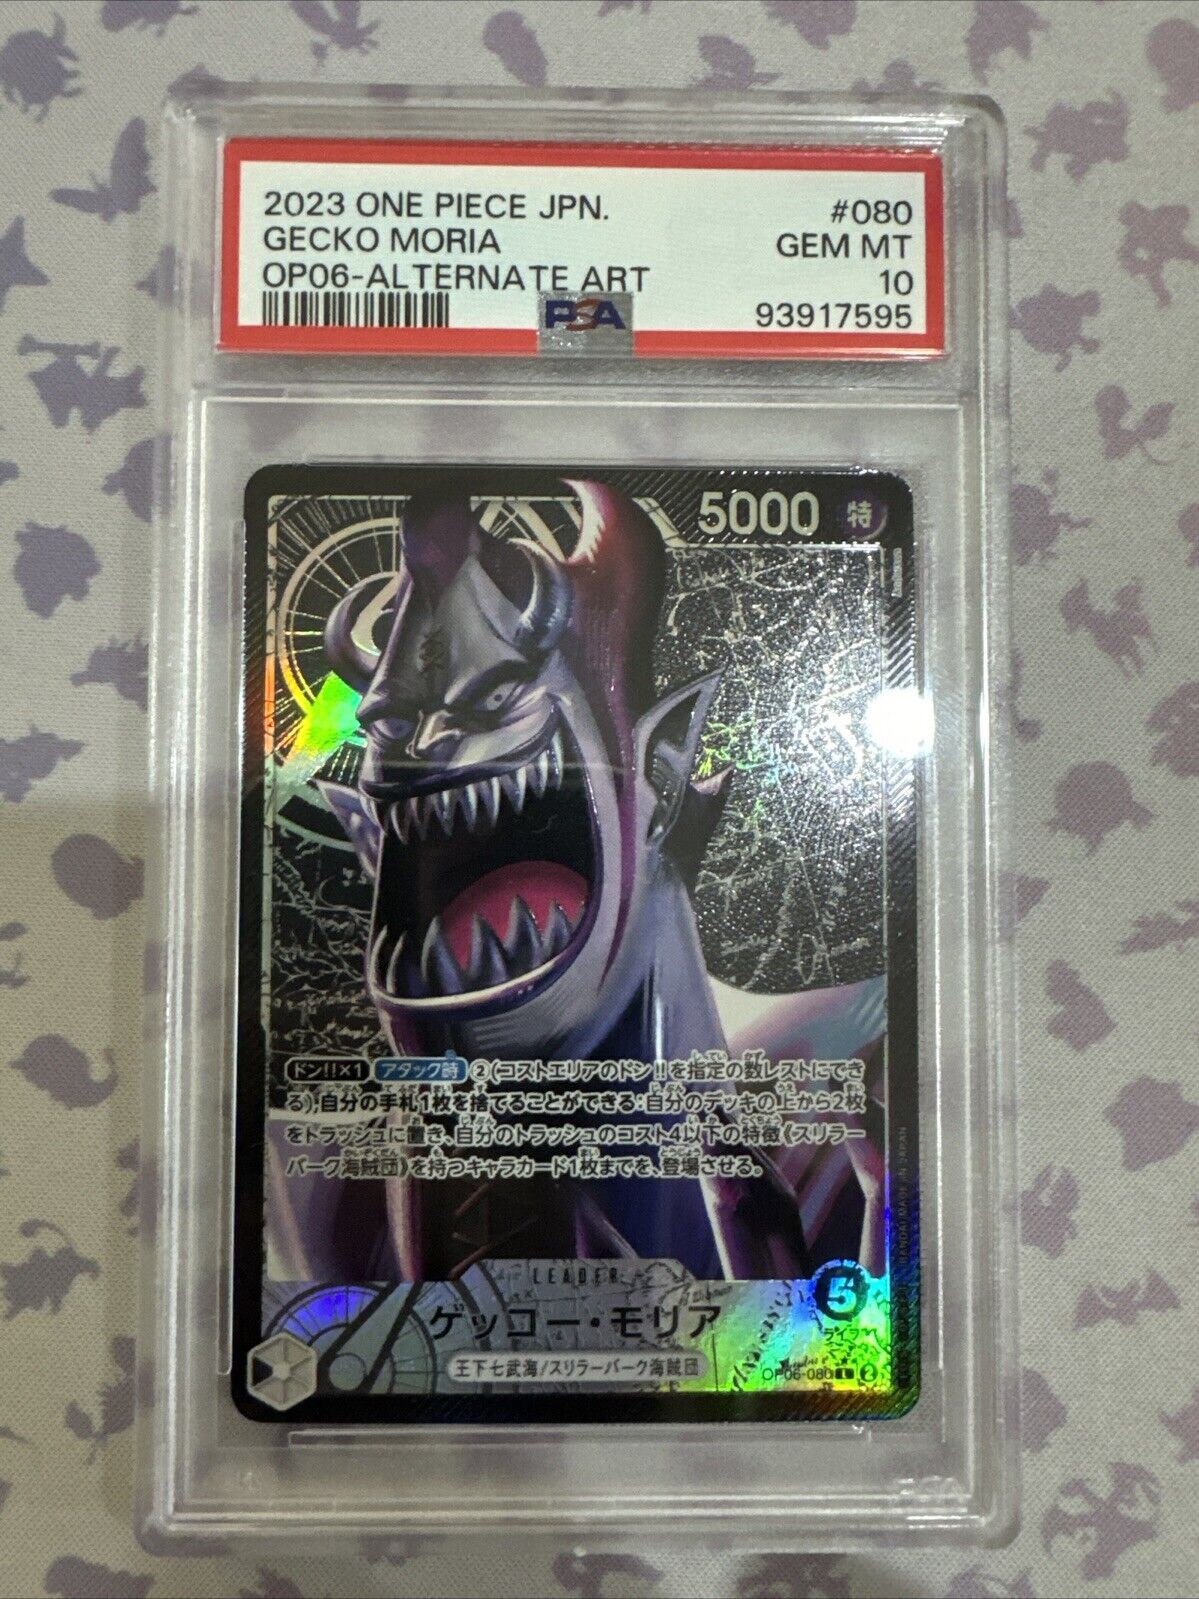 2023 ONE PIECE JPN. #080
GECKO MORIA GEM MT
OP06-ALTERNATE ART 10
PSA 93917595
5000 特
ドン!!×1 アタック時 ②(コストエリアのドン!!を指定の数レストにでき
る),自分の手札1枚を捨てることができる:自分のデッキの上から2枚
をトラッシュに置き、自分のトラッシュのコスト4以下の特徴《スリラー
バーク海賊団》を持つキャラカード1枚までを、登場させる。
BANDAI MADE IN JAPAN
LEADER
5
ゲッコー・モリア
ライフ
王下七武海/スリラーバーク海賊団
OP06-080 L ②